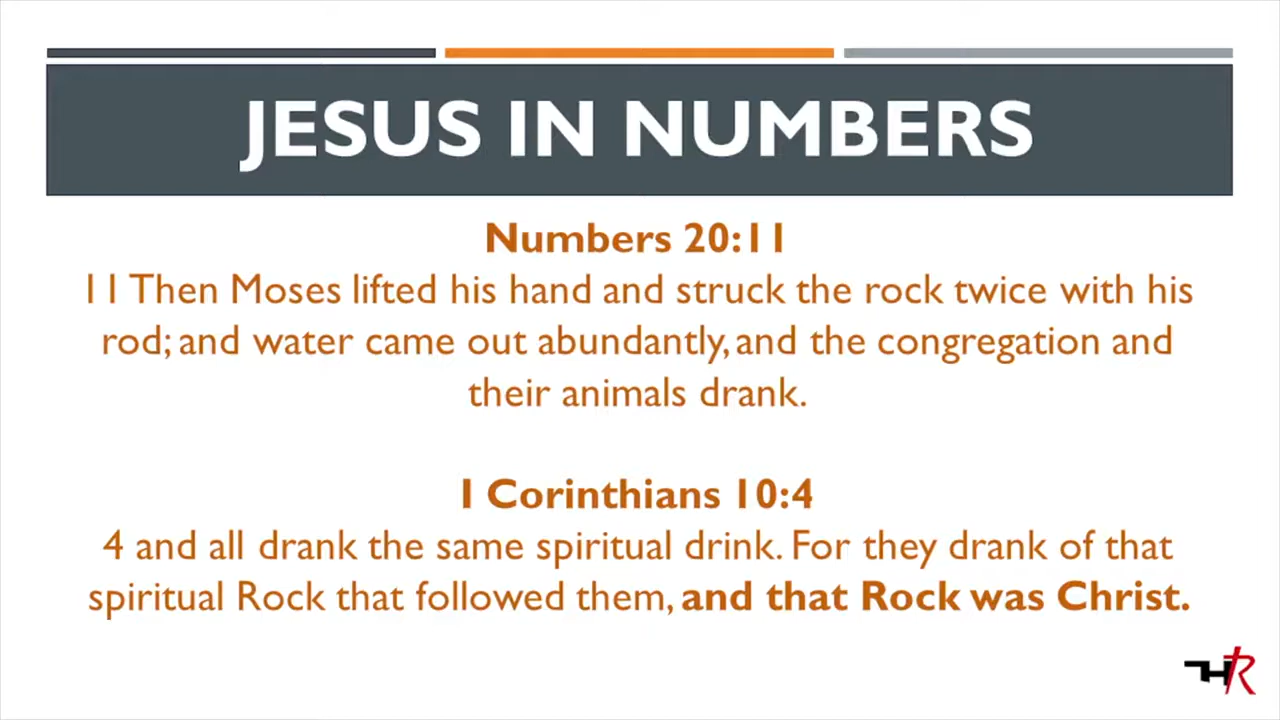 JESUS IN NUMBERS
Numbers 20:11
11 Then Moses lifted his hand and struck the rock twice with his
rod; and water came out abundantly, and the congregation and
their animals drank.
1 Corinthians 10:4
4 and all drank the same spiritual drink. For they drank of that
spiritual Rock that followed them, and that Rock was Christ.
HR